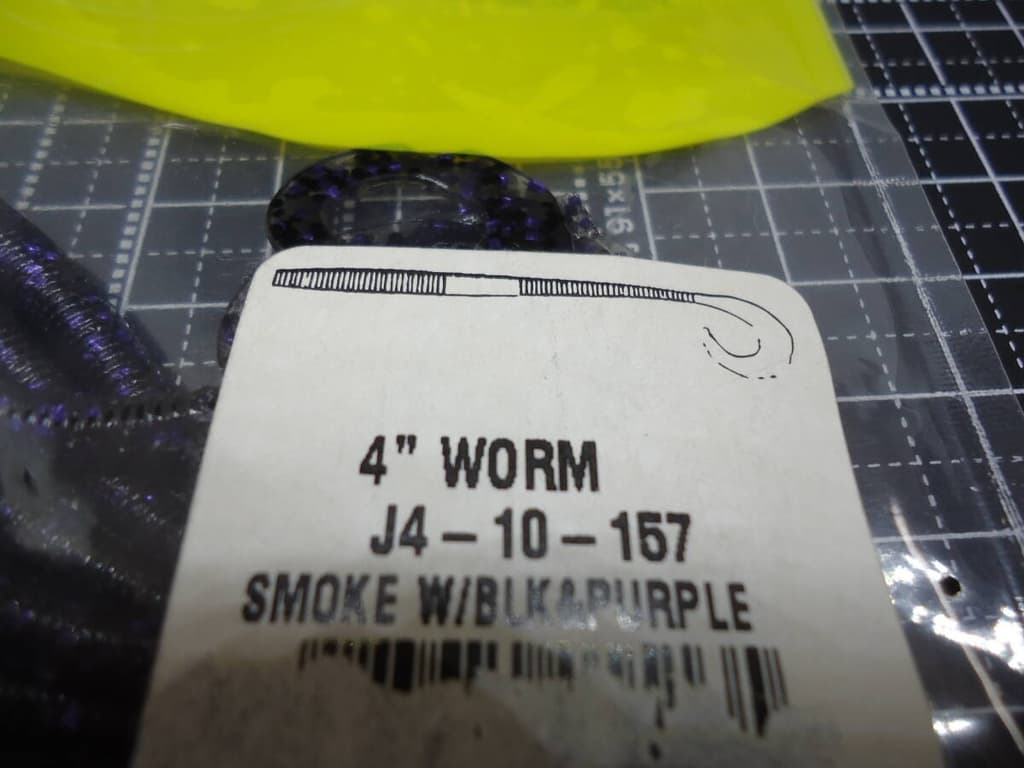 4" WORM
J4-10-157
SMOKE W/BLK&PURPLE